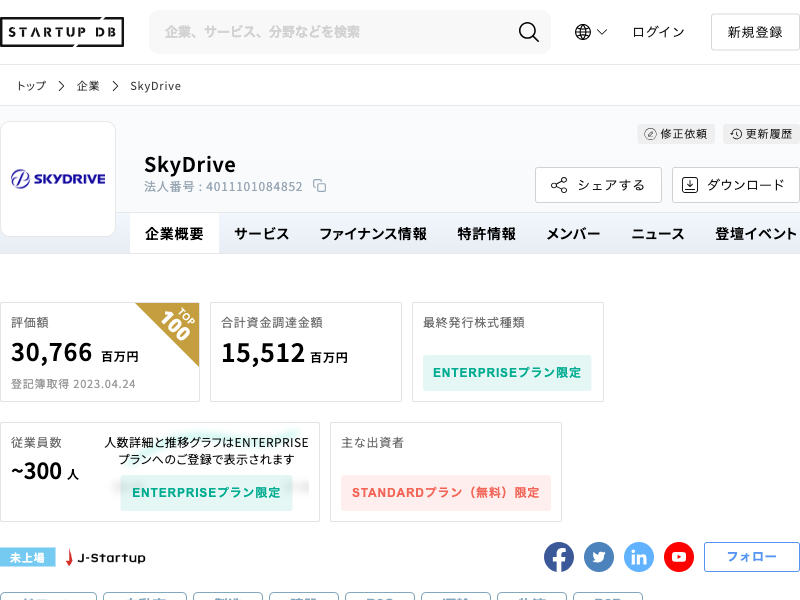 STARTUP DB
企業、サービス、分野などを検索
ログイン
新規登録
トップ
企業
SkyDrive
修正依頼
更新履歴
SKYDRIVE
SkyDrive
法人番号 : 4011101084852
シェアする
ダウンロード
企業概要
サービス
ファイナンス情報
特許情報
メンバー
ニュース
登壇イベント
評価額
TOP
100
30,766 百万円
登記簿取得 2023.04.24
合計資金調達金額
15,512 百万円
最終発行株式種類
ENTERPRISEプラン限定
従業員数
~300 人
人数詳細と推移グラフはENTERPRISE
プランへのご登録で表示されます
ENTERPRISEプラン限定
主な出資者
STANDARDプラン（無料）限定
未上場
J-Startup
フォロー